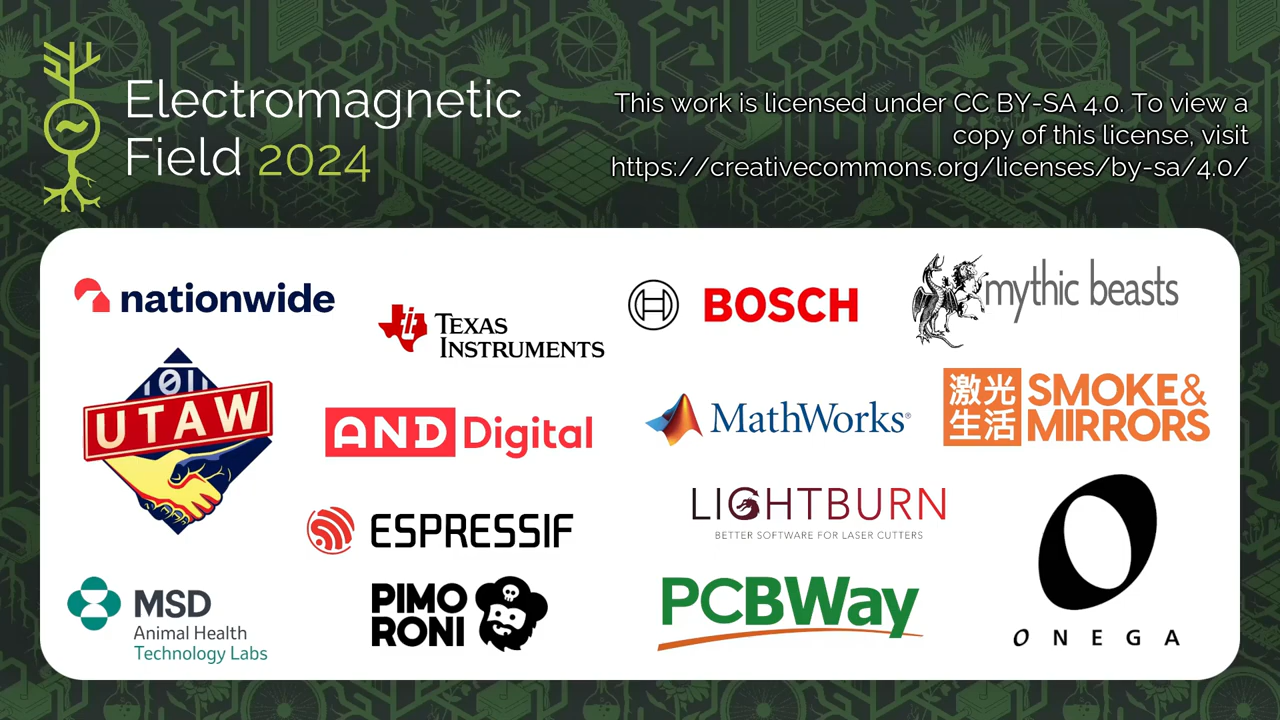 Electromagnetic
Field 2024
This work is licensed under CC BY-SA 4.0. To view a
copy of this license, visit
https://creativecommons.org/licenses/by-sa/4.0/
nationwide
TEXAS
INSTRUMENTS
BOSCH
mythic beasts
101
UTAW
AND Digital
MathWorks®
激光
生活
SMOKE&
MIRRORS
ESPRESSIF
LIGHTBURN
BETTER SOFTWARE FOR LASER CUTTERS
MSD
Animal Health
Technology Labs
PIMO
RONI
PCBWay
ONEGA